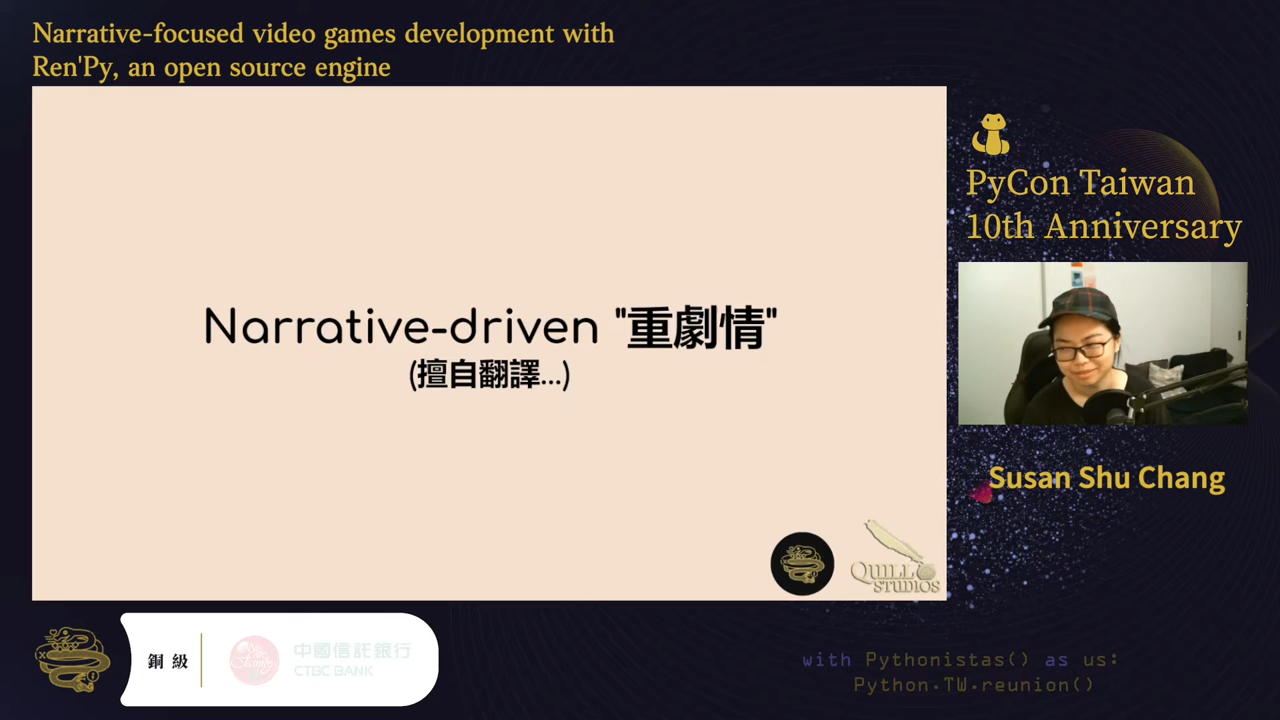 Narrative-focused video games development with
Ren'Py, an open source engine
Narrative-driven "重劇情"
(擅自翻譯...)
QUILL
STUDIOS
PyCon Taiwan
10th Anniversary
Susan Shu Chang
銅級
中國信託銀行
CTBC BANK
with Pythonistas() as us:
Python.TW.reunion()